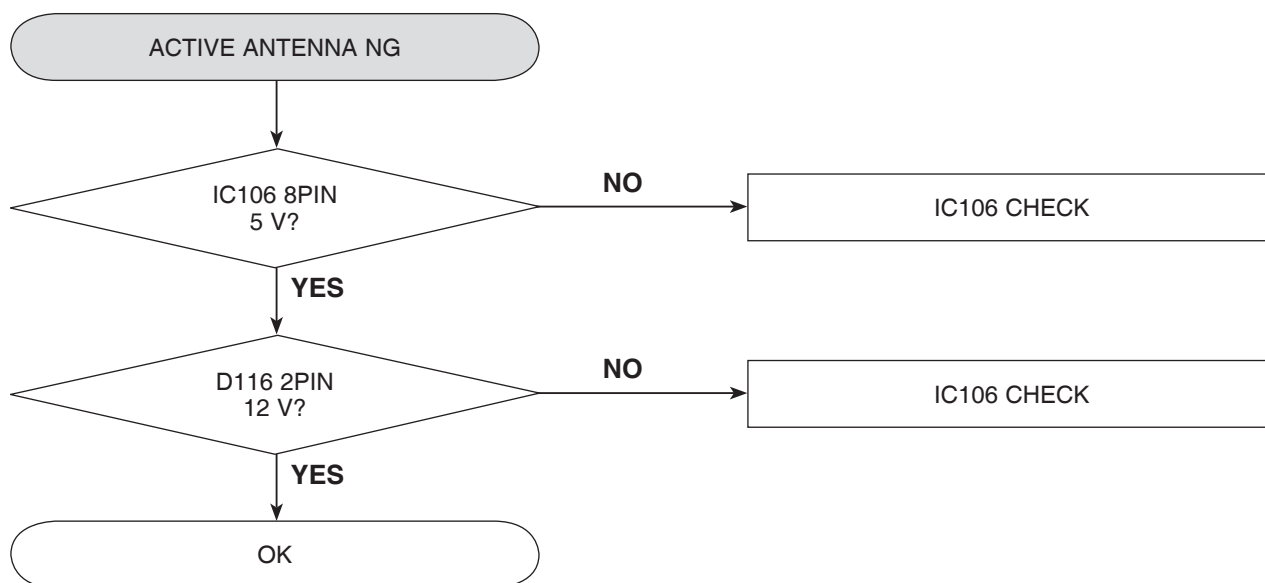 ACTIVE ANTENNA NG
IC106 8PIN
5 V?
NO
IC106 CHECK
YES
D116 2PIN
12 V?
NO
IC106 CHECK
YES
OK